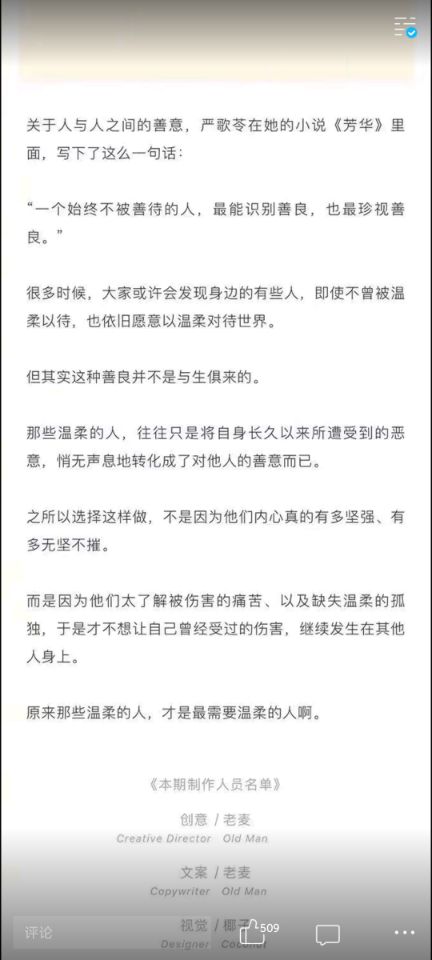 关于人与人之间的善意，严歌苓在她的小说《芳华》里
面，写下了这么一句话：
“一个始终不被善待的人，最能识别善良，也最珍视善
良。”
很多时候，大家或许会发现身边的有些人，即使不曾被温
柔以待，也依旧愿意以温柔对待世界。
但其实这种善良并不是与生俱来的。
那些温柔的人，往往只是将自身长久以来所遭受到的恶
意，悄无声息地转化成了对他人的善意而已。
之所以选择这样做，不是因为他们内心真的有多坚强、有
多无坚不摧。
而是因为他们太了解被伤害的痛苦、以及缺失温柔的孤
独，于是才不想让自己曾经受过的伤害，继续发生在其他
人身上。
原来那些温柔的人，才是最需要温柔的人啊。
《本期制作人员名单》
创意 / 老麦
Creative Director Old Man
文案 / 老麦
Copywriter Old Man
视觉 / 椰子
Designer Coconut
评论
509